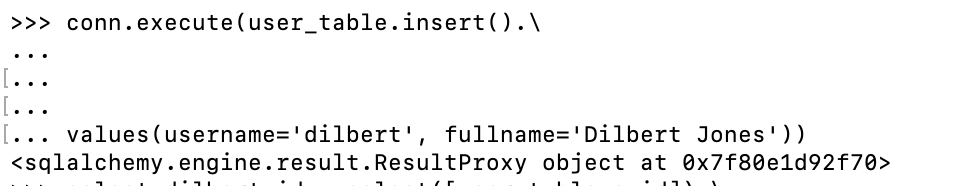 >>> conn.execute(user_table.insert().\
...
[...
[...
[... values(username='dilbert', fullname='Dilbert Jones'))
<sqlalchemy.engine.result.ResultProxy object at 0x7f80e1d92f70>